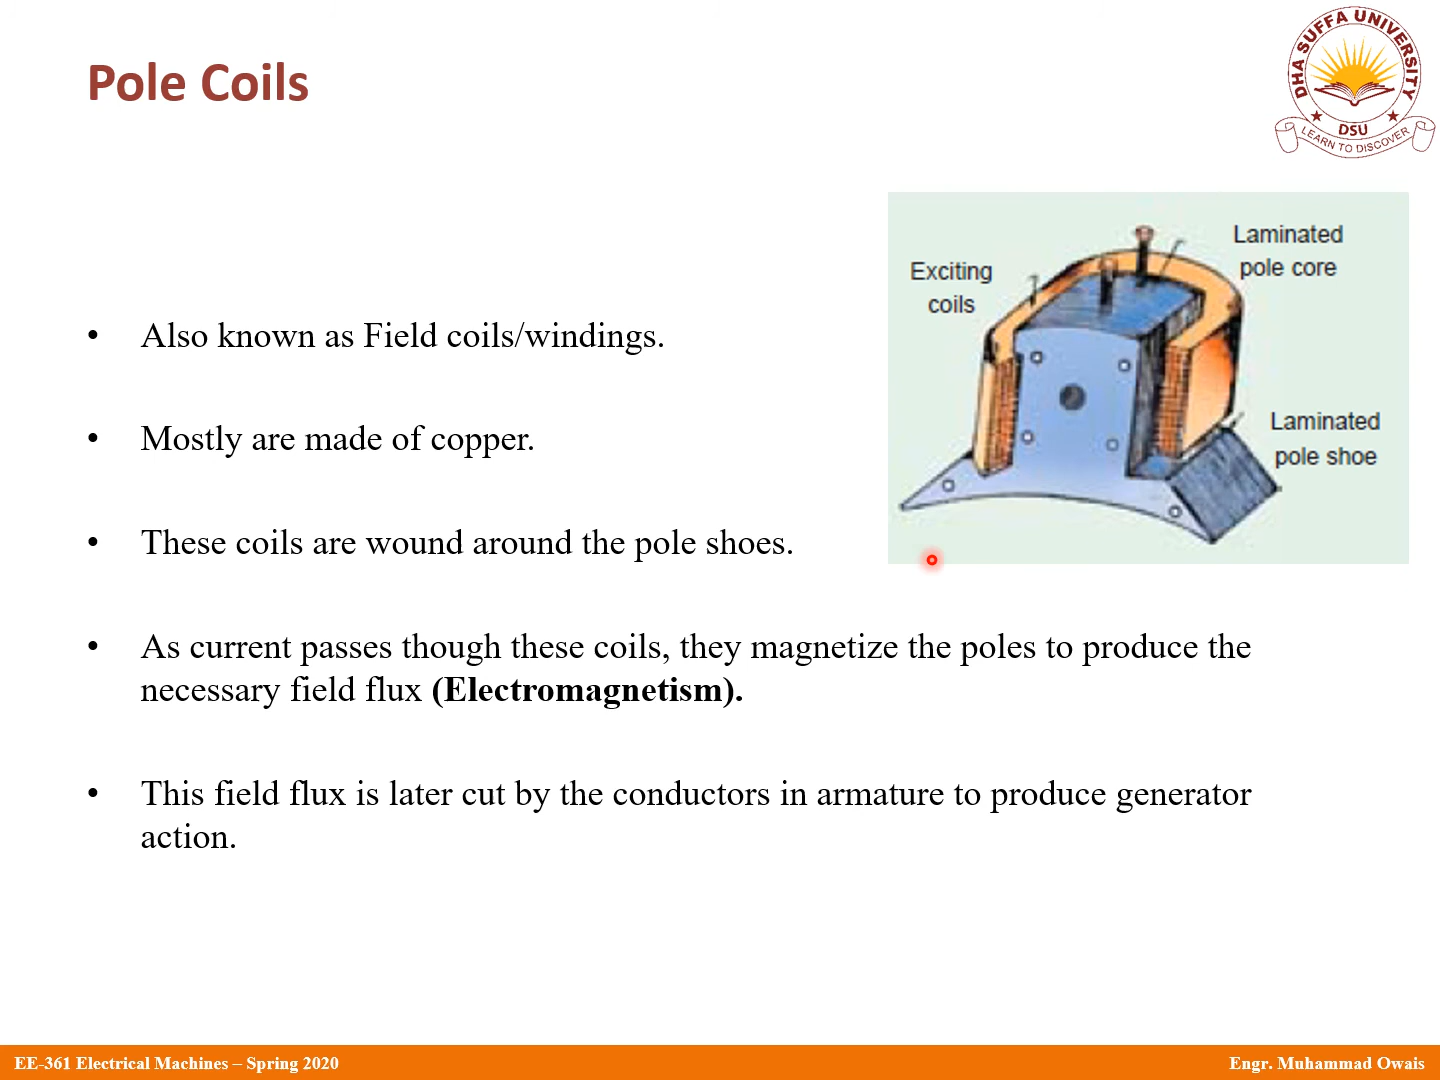 Pole Coils
DHA SUFFA UNIVERSITY
DSU
LEARN TO DISCOVER
Exciting
coils
Laminated
pole core
Laminated
pole shoe
• Also known as Field coils/windings.
• Mostly are made of copper.
• These coils are wound around the pole shoes.
• As current passes though these coils, they magnetize the poles to produce the
necessary field flux (Electromagnetism).
• This field flux is later cut by the conductors in armature to produce generator
action.
EE-361 Electrical Machines – Spring 2020
Engr. Muhammad Owais